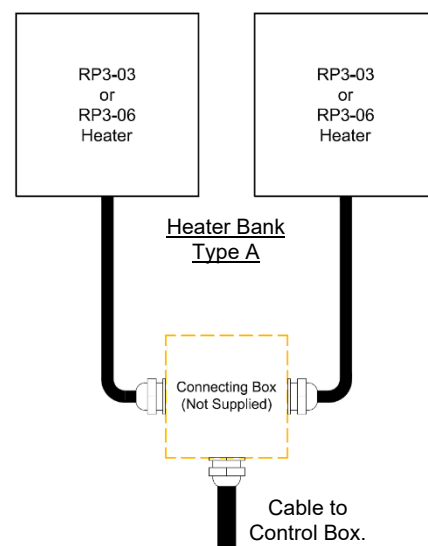 RP3-03
or
RP3-06
Heater
RP3-03
or
RP3-06
Heater
Heater Bank
Type A
Connecting Box
(Not Supplied)
Cable to
Control Box.